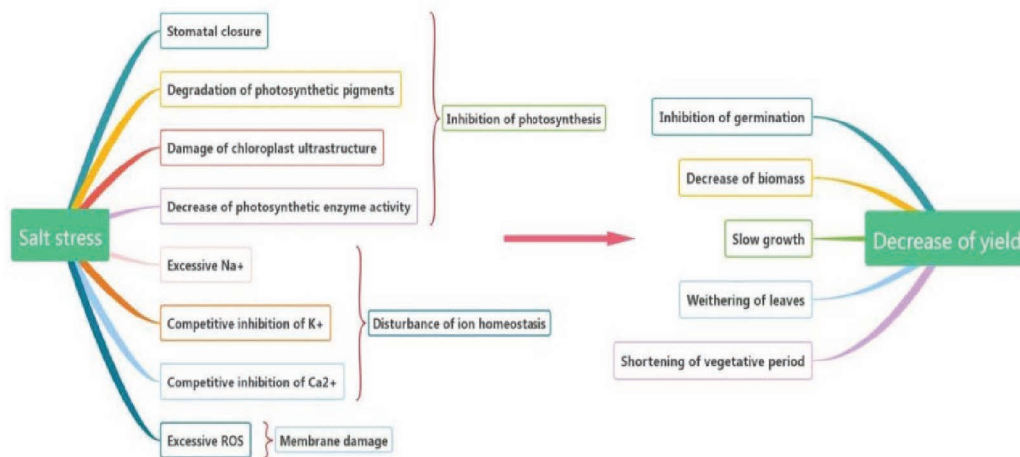 Stomatal closure
Degradation of photosynthetic pigments
Damage of chloroplast ultrastructure
Decrease of photosynthetic enzyme activity
Inhibition of photosynthesis
Salt stress
Excessive Na+
Competitive inhibition of K+
Competitive inhibition of Ca2+
Disturbance of ion homeostasis
Excessive ROS
Membrane damage
Inhibition of germination
Decrease of biomass
Slow growth
Weithering of leaves
Shortening of vegetative period
Decrease of yield